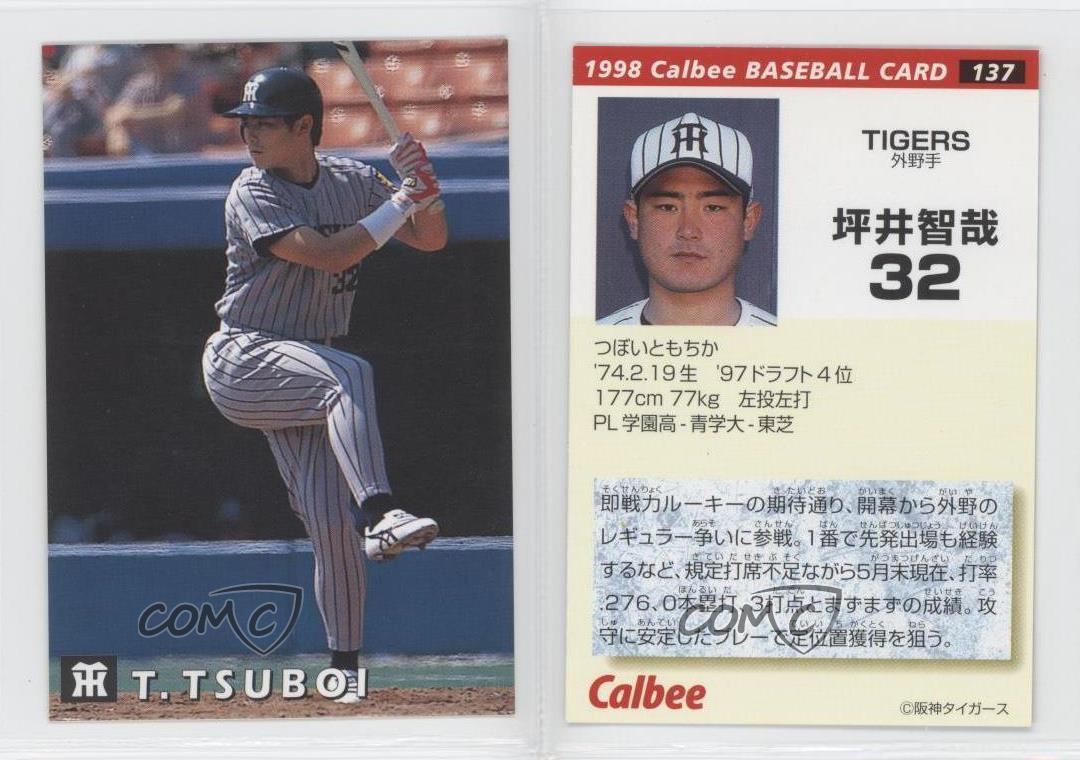 T. TSUBOI
32
COMC
1998 Calbee BASEBALL CARD 137
TIGERS
外野手
坪井智哉
32
つぼいともちか
'74.2.19生 '97ドラフト4位
177cm 77kg 左投左打
PL学園高-青学大-東芝
即戦力ルーキーの期待通り、開幕から外野の
レギュラー争いに参戦。1番で先発出場も経験
するなど、規定打席不足ながら5月末現在、打率
.276、0本塁打、3打点とまずまずの成績。攻
守に安定したプレーで定位置獲得を狙う。
COMC
Calbee
©阪神タイガース